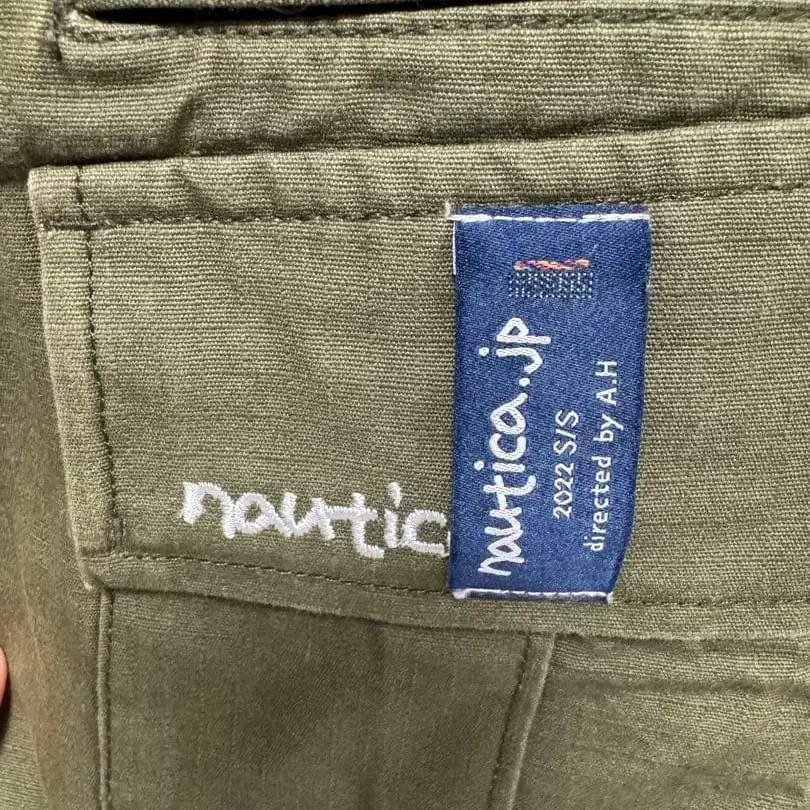 nautic
nautica.jp
2022 S/S
directed by A.H